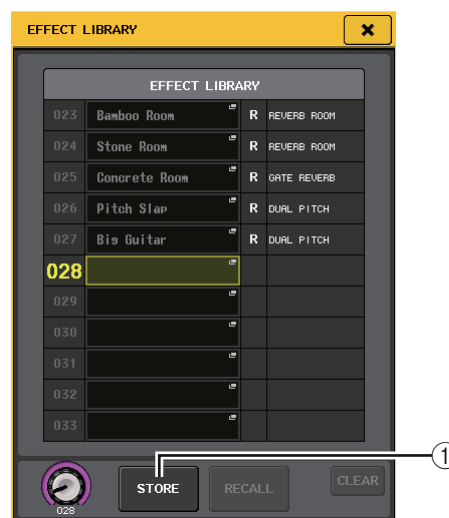 EFFECT LIBRARY
EFFECT LIBRARY
023 Bamboo Room R REVERB ROOM
024 Stone Room R REVERB ROOM
025 Concrete Room R GATE REVERB
026 Pitch Slap R DUAL PITCH
027 Big Guitar R DUAL PITCH
028
029
030
031
032
033
1
STORE RECALL CLEAR
028